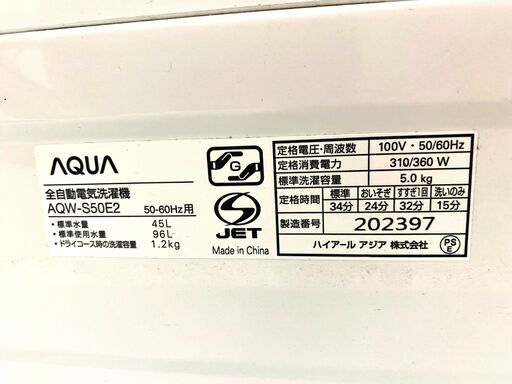 AQUA
全自動電気洗濯機
AQW-S50E2 50-60Hz用
・標準水量 45L
・標準使用水量 96L
・ドライコース時の洗濯容量 1.2kg
G
S
JET
Made in China
定格電圧・周波数 100V・50/60Hz
定格消費電力 310/360 W
標準洗濯容量 5.0 kg
定格時間 標準 おいそぎ すすぎ1回 洗いのみ
34分 24分 32分 15分
製造番号 202397
ハイアール アジア 株式会社
PS
E